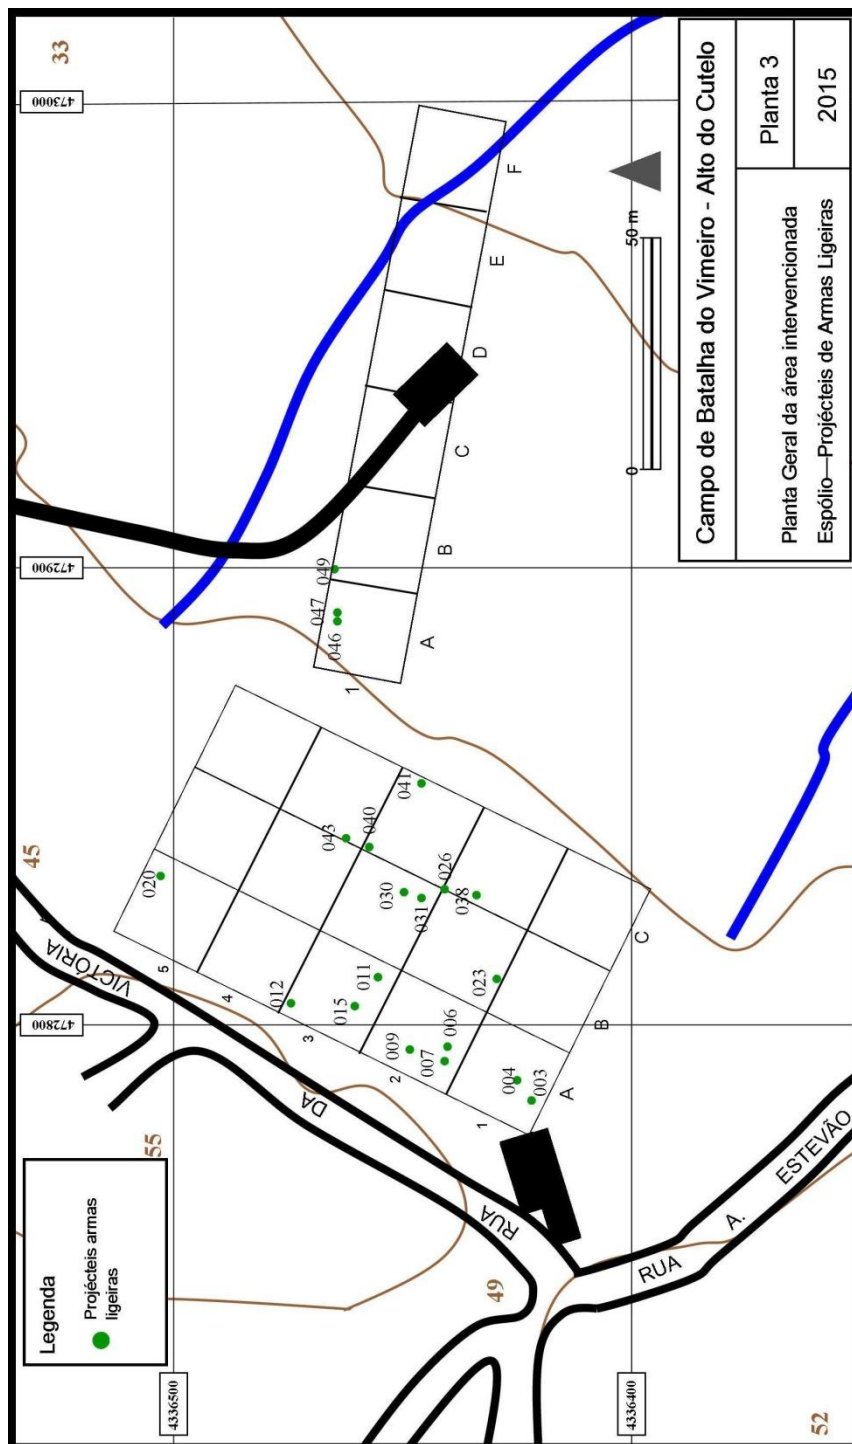 33
473000
F
E
D
C
B
A
1
472900
049
047
046
45
VICTÓRIA
DA
RUA
020
043
040
041
030
031
026
038
011
012
015
023
009
007
006
004
003
5
4
3
2
1
A
B
C
472800
55
49
52
RUA
A.
ESTEVÃO
4336500
4336400
0
50 m
Legenda
Projécteis armas
ligeiras
Campo de Batalha do Vimeiro - Alto do Cutelo
Planta Geral da área intervencionada
Espólio—Projécteis de Armas Ligeiras
Planta 3
2015